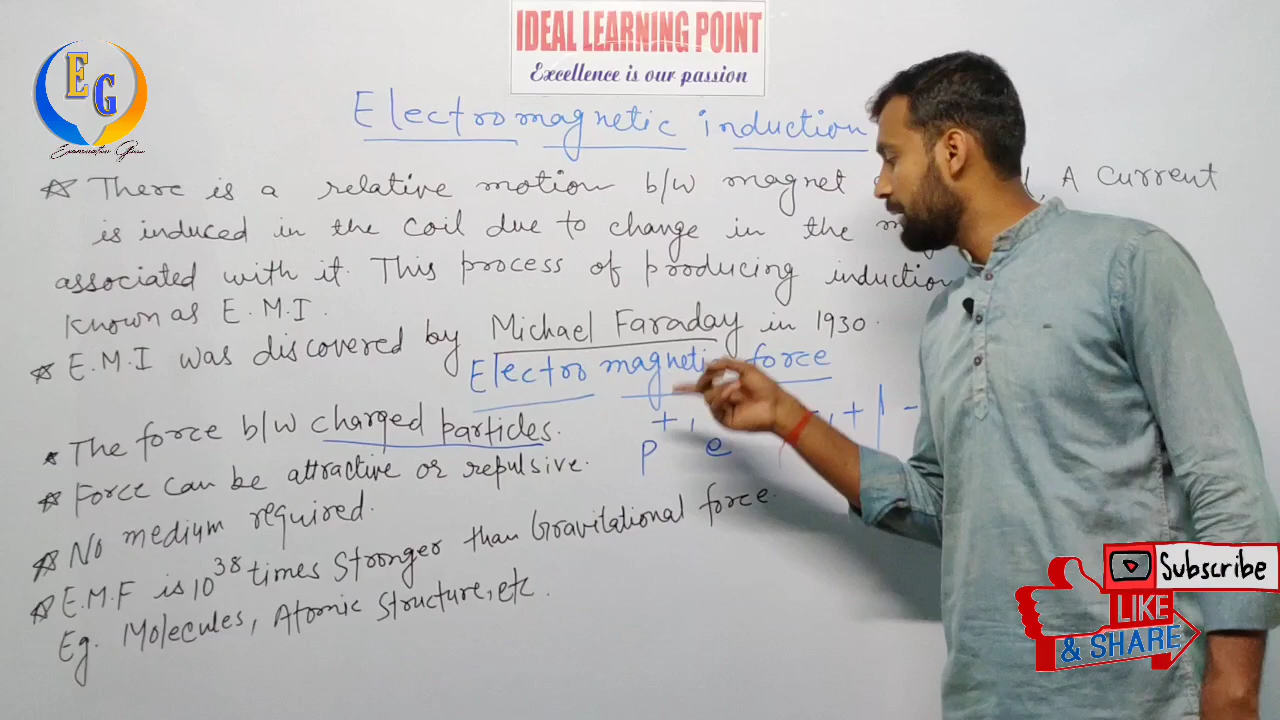 IDEAL LEARNING POINT
Excellence is our passion
EG
Examination Guru
Electromagnetic induction
There is a relative motion b/w magnet A current
is induced in the coil due to change in the
associated with it. This process of producing induction
known as E.M.I.
E.M.I was discovered by Michael Faraday in 1930.
Electromagnetic force
The force b/w charged particles.
p+, e
+
Force can be attractive or repulsive.
No medium required.
E.M.F is 10^38 times stronger than Gravitational force.
Eg. Molecules, Atomic structure, etc.
Subscribe
LIKE
& SHARE